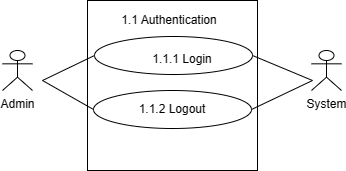 1.1 Authentication
1.1.1 Login
Admin
System
1.1.2 Logout